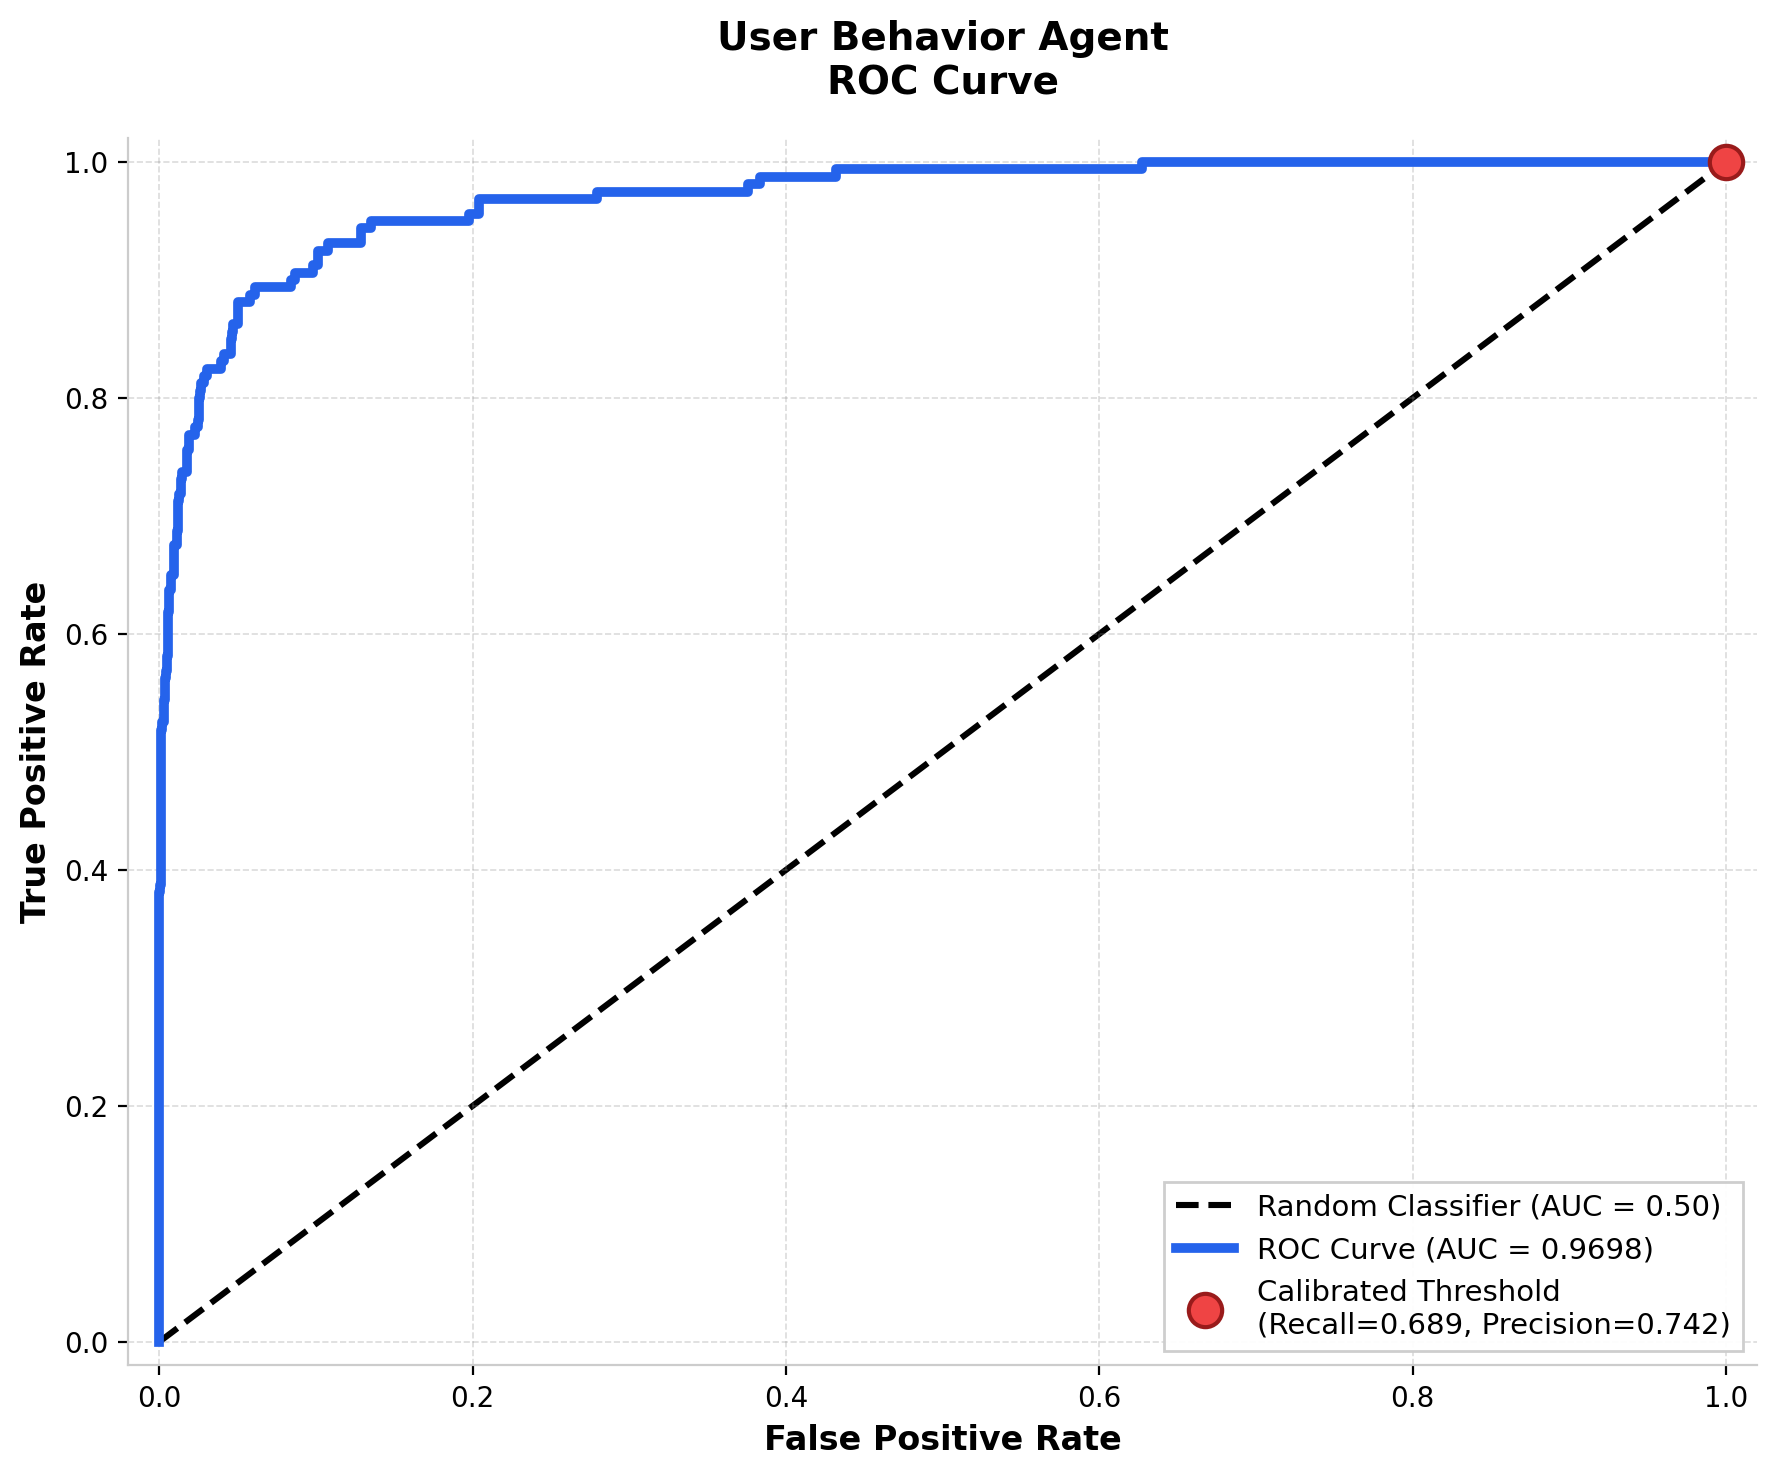 User Behavior Agent
ROC Curve
1.0
0.8
0.6
0.4
0.2
0.0
True Positive Rate
0.0 0.2 0.4 0.6 0.8 1.0
False Positive Rate
Random Classifier (AUC = 0.50)
ROC Curve (AUC = 0.9698)
Calibrated Threshold
(Recall=0.689, Precision=0.742)